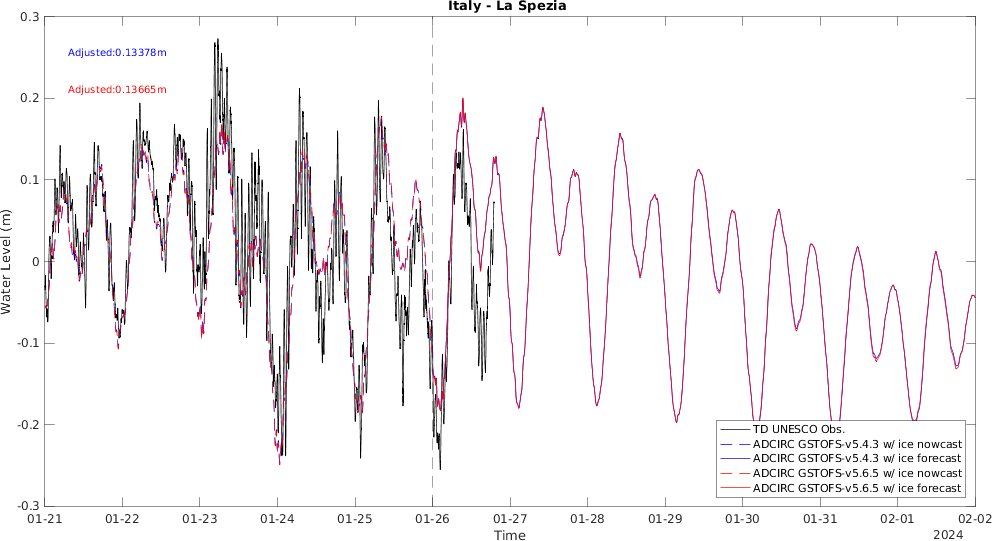 Italy - La Spezia
Adjusted:0.13378m
Adjusted:0.13665m
Water Level (m)
0.3
0.2
0.1
0
-0.1
-0.2
-0.3
TD UNESCO Obs.
ADCIRC GSTOFS-v5.4.3 w/ ice nowcast
ADCIRC GSTOFS-v5.4.3 w/ ice forecast
ADCIRC GSTOFS-v5.6.5 w/ ice nowcast
ADCIRC GSTOFS-v5.6.5 w/ ice forecast
01-21 01-22 01-23 01-24 01-25 01-26 01-27 01-28 01-29 01-30 01-31 02-01 02-02
Time
2024